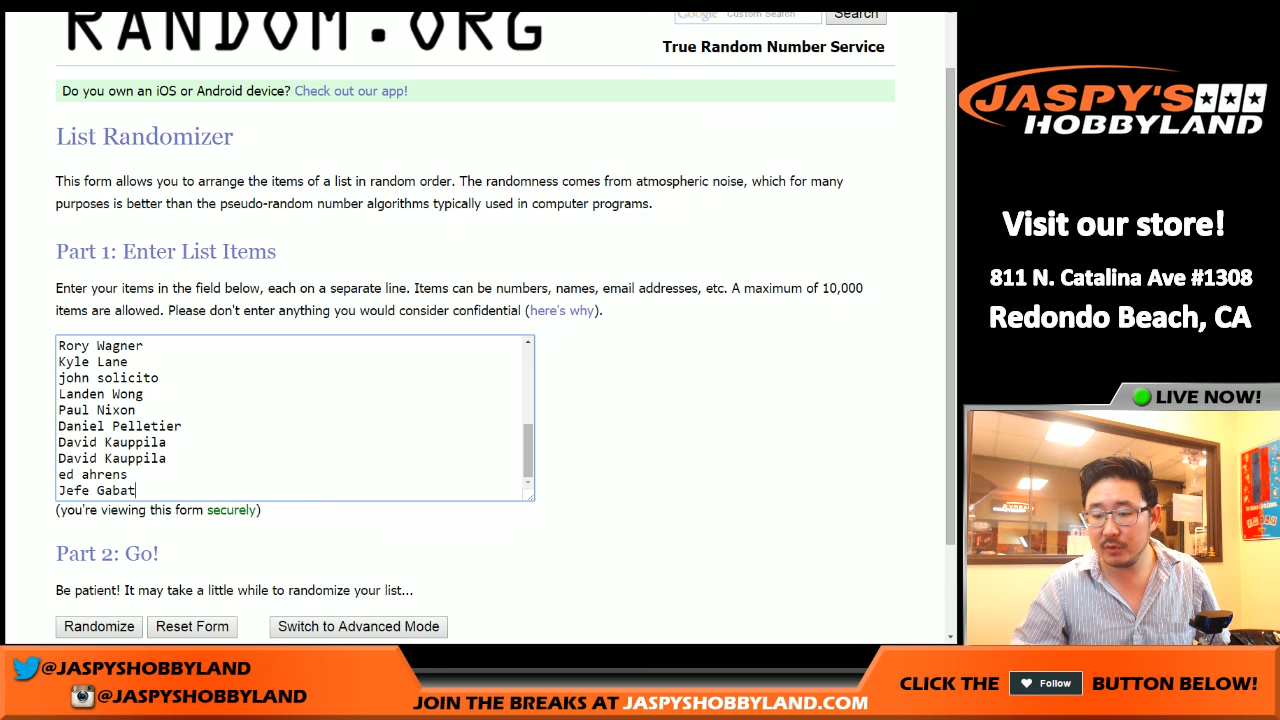 RANDOM.ORG
Google Custom Search
Search
True Random Number Service
Do you own an iOS or Android device? Check out our app!
List Randomizer
This form allows you to arrange the items of a list in random order. The randomness comes from atmospheric noise, which for many
purposes is better than the pseudo-random number algorithms typically used in computer programs.
Part 1: Enter List Items
Enter your items in the field below, each on a separate line. Items can be numbers, names, email addresses, etc. A maximum of 10,000
items are allowed. Please don't enter anything you would consider confidential (here's why).
Rory Wagner
Kyle Lane
john solicito
Landen Wong
Paul Nixon
Daniel Pelletier
David Kauppila
David Kauppila
ed ahrens
Jefe Gabat
(you're viewing this form securely)
Part 2: Go!
Be patient! It may take a little while to randomize your list...
Randomize
Reset Form
Switch to Advanced Mode
JASPY'S
HOBBYLAND
Visit our store!
811 N. Catalina Ave #1308
Redondo Beach, CA
LIVE NOW!
@JASPYSHOBBYLAND
@JASPYSHOBBYLAND
JOIN THE BREAKS AT JASPYSHOBBYLAND.COM
CLICK THE Follow BUTTON BELOW!